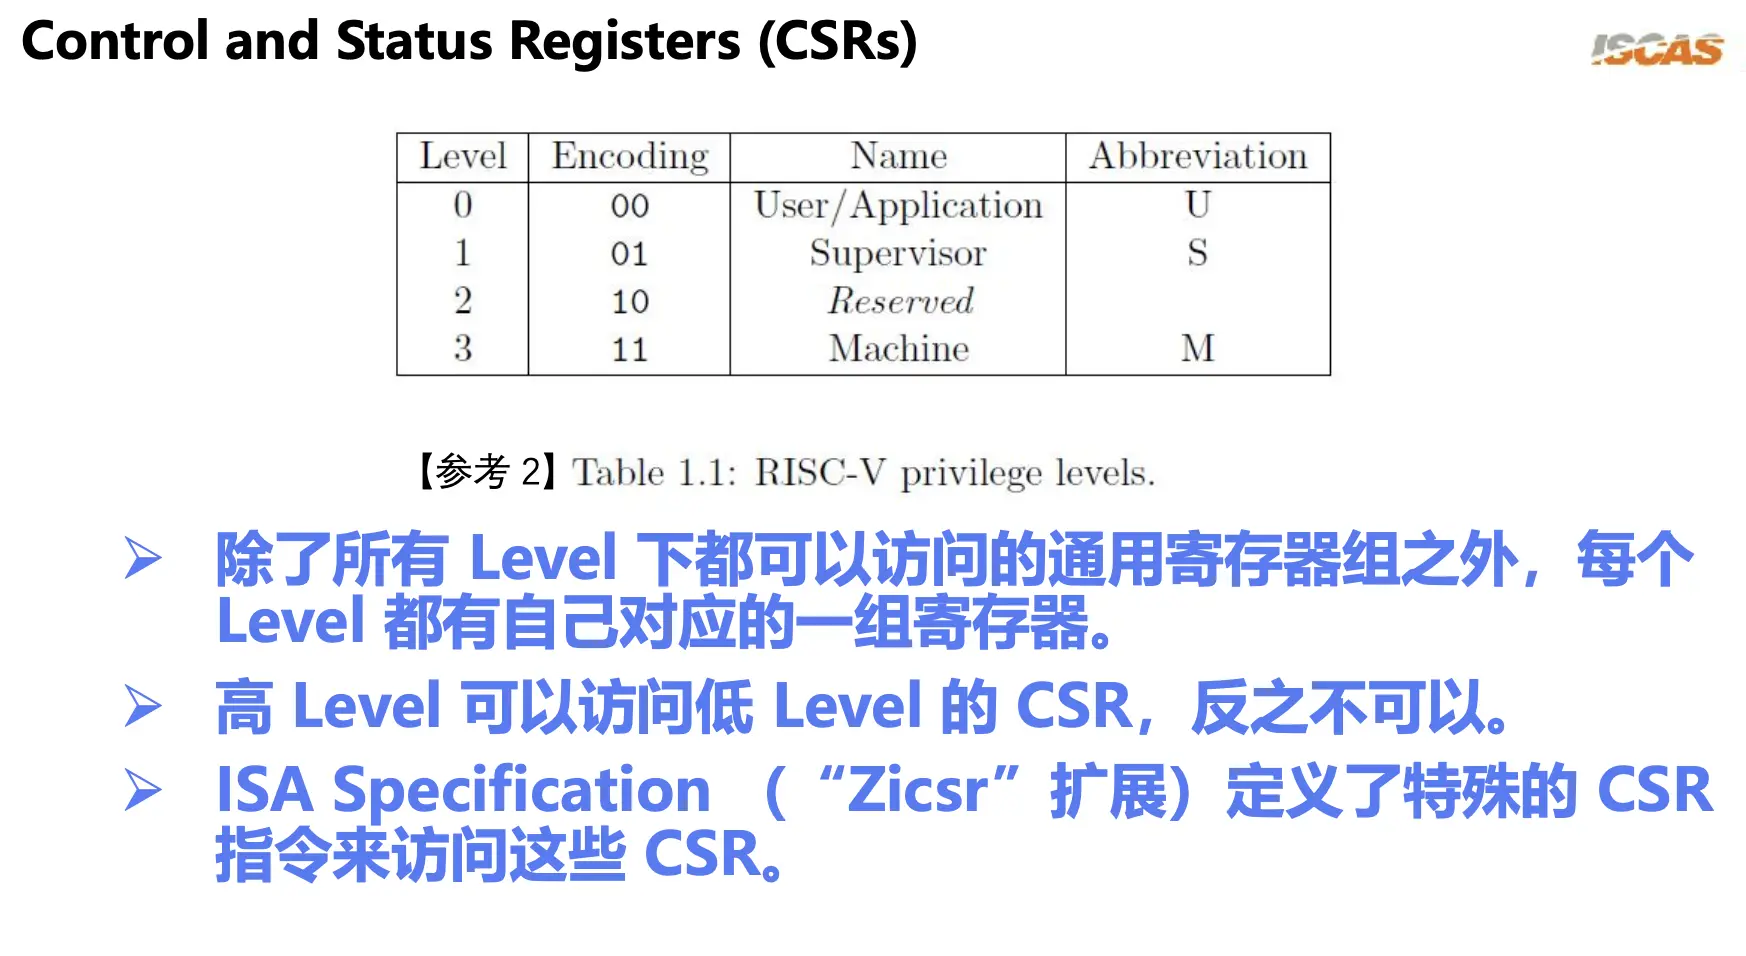 Control and Status Registers (CSRs)
ISCAS
Level Encoding Name Abbreviation
0 00 User/Application U
1 01 Supervisor S
2 10 Reserved
3 11 Machine M
【参考 2】 Table 1.1: RISC-V privilege levels.
➢ 除了所有 Level 下都可以访问的通用寄存器组之外，每个
Level 都有自己对应的一组寄存器。
➢ 高 Level 可以访问低 Level 的 CSR，反之不可以。
➢ ISA Specification （“Zicsr”扩展）定义了特殊的 CSR
指令来访问这些 CSR。